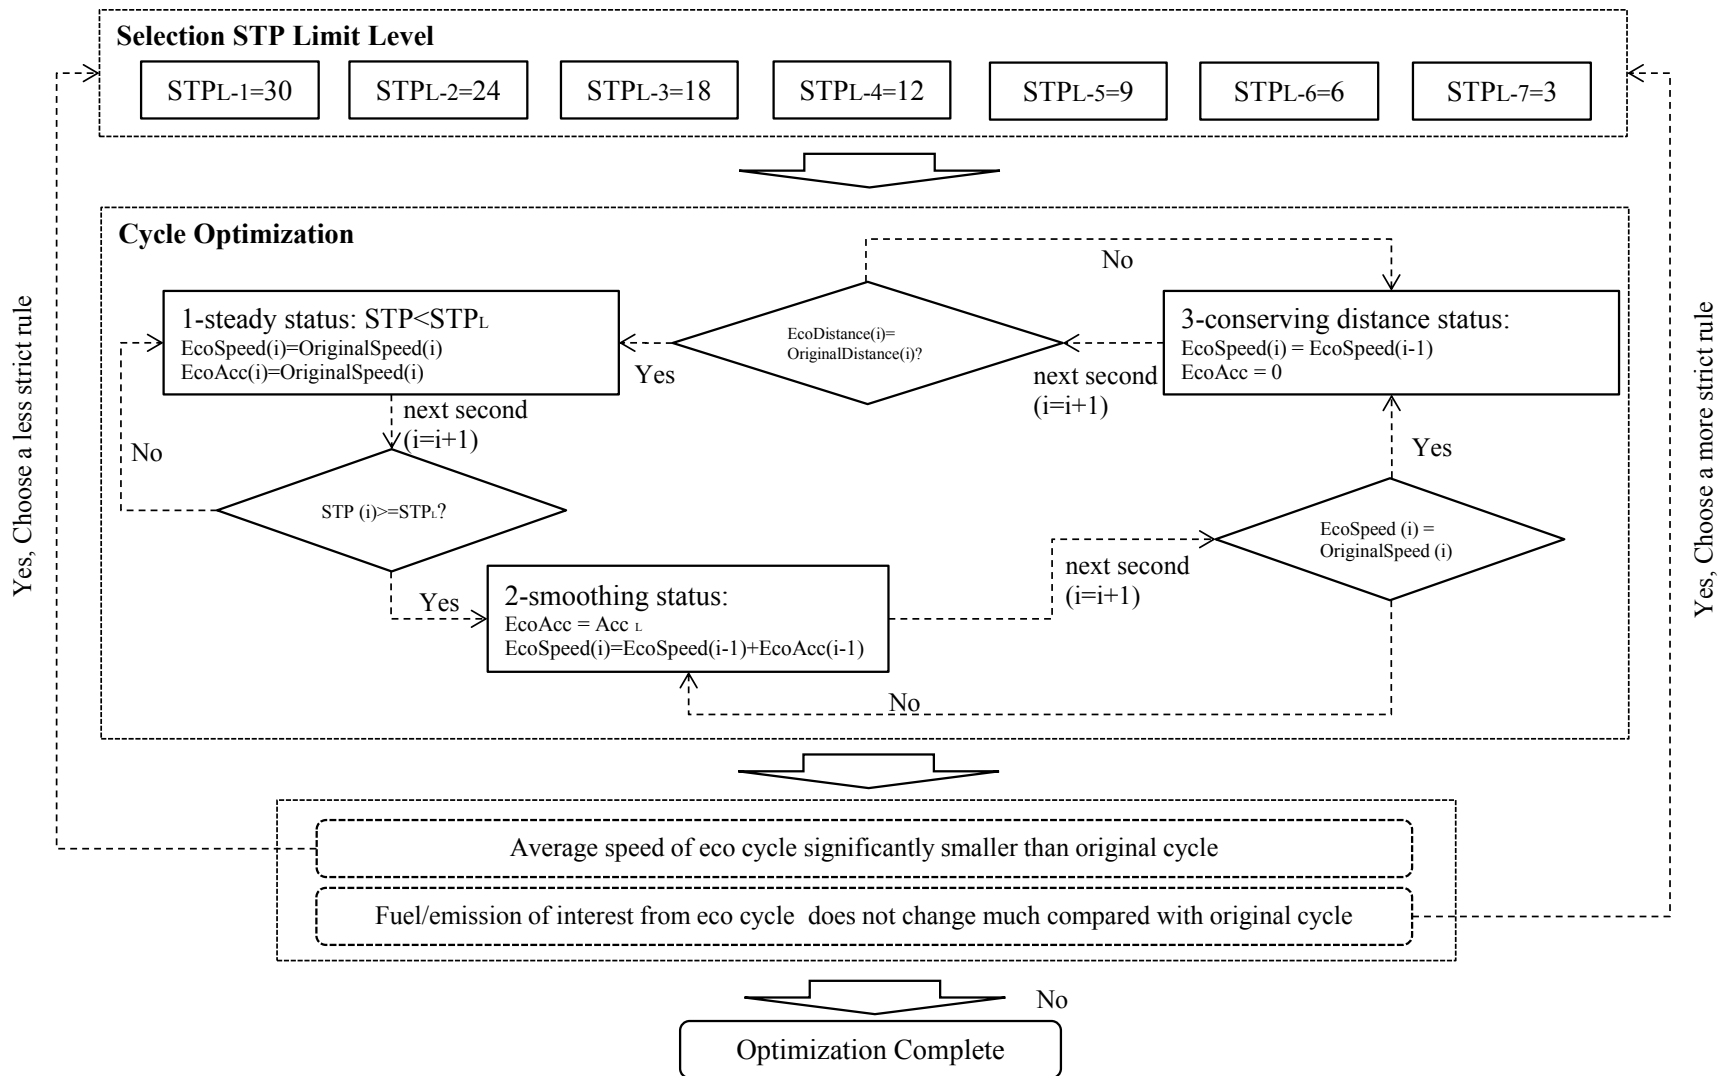 Selection STP Limit Level
STPL-1=30
STPL-2=24
STPL-3=18
STPL-4=12
STPL-5=9
STPL-6=6
STPL-7=3
Yes, Choose a less strict rule
Yes, Choose a more strict rule
Cycle Optimization
No
1-steady status: STP<STPL
EcoSpeed(i)=OriginalSpeed(i)
EcoAcc(i)=OriginalSpeed(i)
EcoDistance(i)=
OriginalDistance(i)?
3-conserving distance status:
EcoSpeed(i) = EcoSpeed(i-1)
EcoAcc = 0
Yes
next second
(i=i+1)
next second
(i=i+1)
No
Yes
STP (i)>=STPL?
EcoSpeed (i) =
OriginalSpeed (i)
Yes
2-smoothing status:
EcoAcc = Acc L
EcoSpeed(i)=EcoSpeed(i-1)+EcoAcc(i-1)
next second
(i=i+1)
No
Average speed of eco cycle significantly smaller than original cycle
Fuel/emission of interest from eco cycle does not change much compared with original cycle
No
Optimization Complete